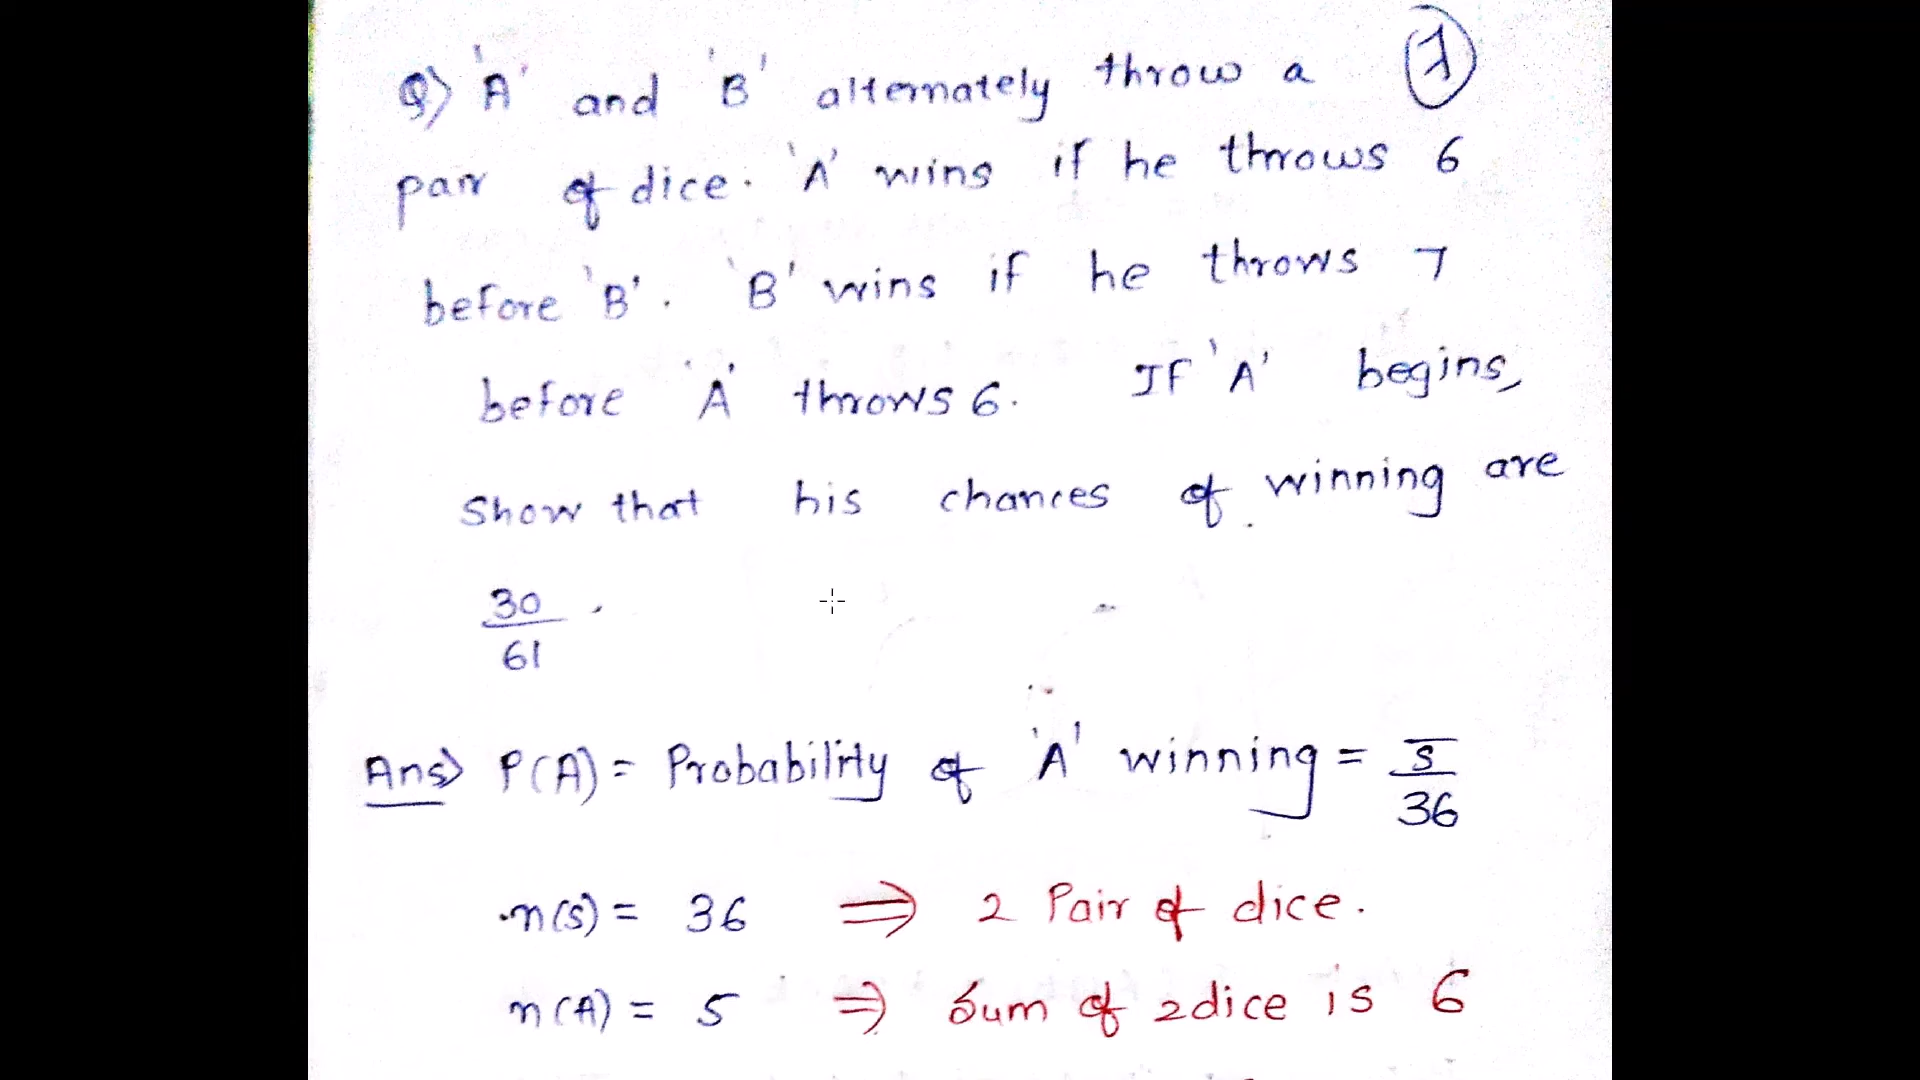 Q) 'A' and 'B' alternately throw a ①
pair of dice. 'A' wins if he throws 6
before 'B'. 'B' wins if he throws 7
before 'A' throws 6. If 'A' begins,
Show that his chances of winning are
30/61.
Ans) P(A) = Probability of 'A' winning = 5/36
n(S) = 36 ⇒ 2 Pair of dice.
n(A) = 5 ⇒ Sum of 2dice is 6